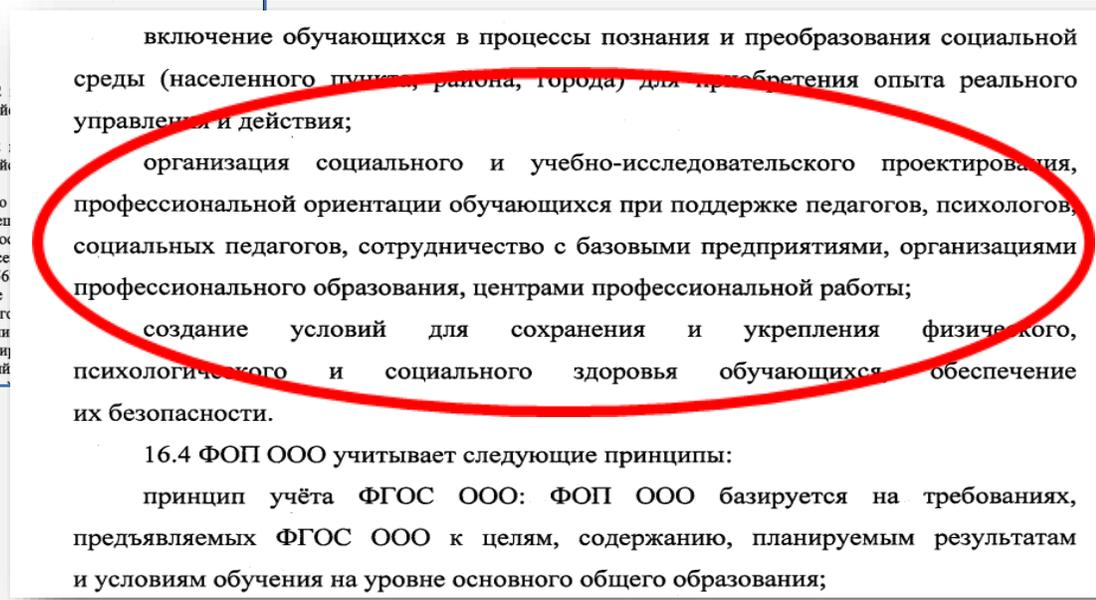 включение обучающихся в процессы познания и преобразования социальной
среды (населенного пункта, района, города) для приобретения опыта реального
управления и действия;
организация социального и учебно-исследовательского проектирования,
профессиональной ориентации обучающихся при поддержке педагогов, психологов,
социальных педагогов, сотрудничество с базовыми предприятиями, организациями
профессионального образования, центрами профессиональной работы;
создание условий для сохранения и укрепления физического,
психологического и социального здоровья обучающихся, обеспечение
их безопасности.
16.4 ФОП ООО учитывает следующие принципы:
принцип учёта ФГОС ООО: ФОП ООО базируется на требованиях,
предъявляемых ФГОС ООО к целям, содержанию, планируемым результатам
и условиям обучения на уровне основного общего образования;